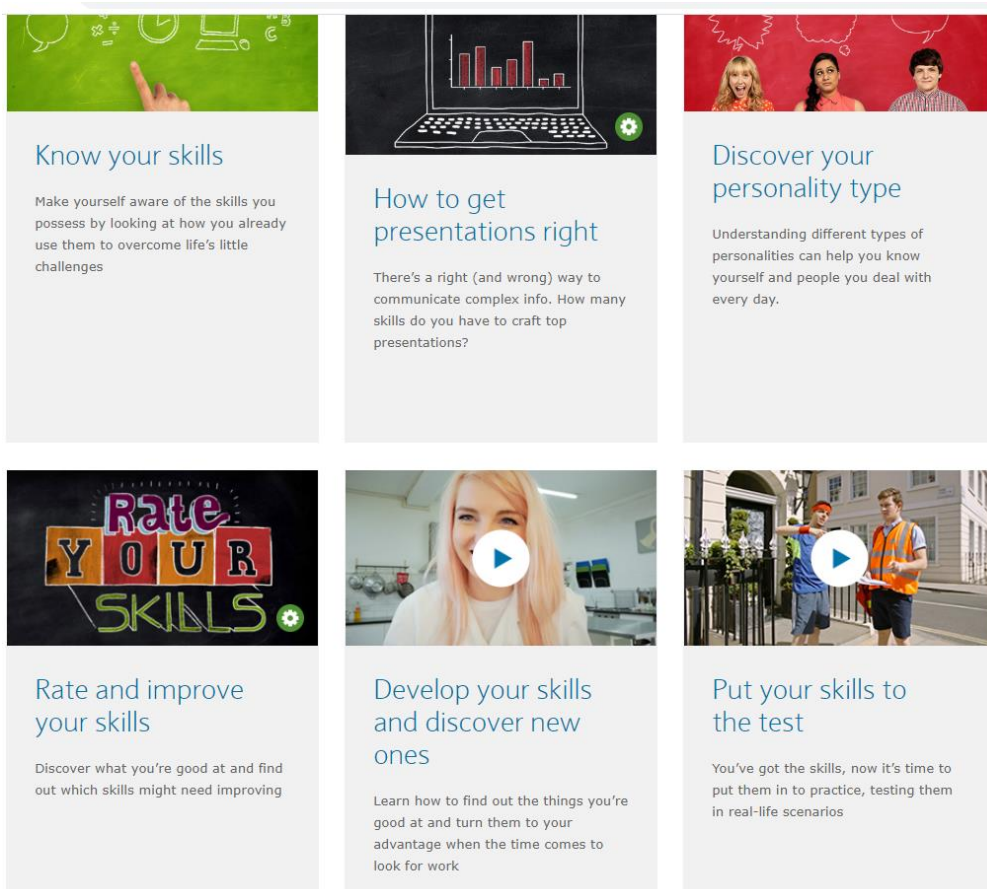 Know your skills
Make yourself aware of the skills you
possess by looking at how you already
use them to overcome life's little
challenges
How to get
presentations right
There's a right (and wrong) way to
communicate complex info. How many
skills do you have to craft top
presentations?
Discover your
personality type
Understanding different types of
personalities can help you know
yourself and people you deal with
every day.
Rate
YOUR
SKILLS
Rate and improve
your skills
Discover what you're good at and find
out which skills might need improving
Develop your skills
and discover new
ones
Learn how to find out the things you're
good at and turn them to your
advantage when the time comes to
look for work
Put your skills to
the test
You've got the skills, now it's time to
put them in to practice, testing them
in real-life scenarios